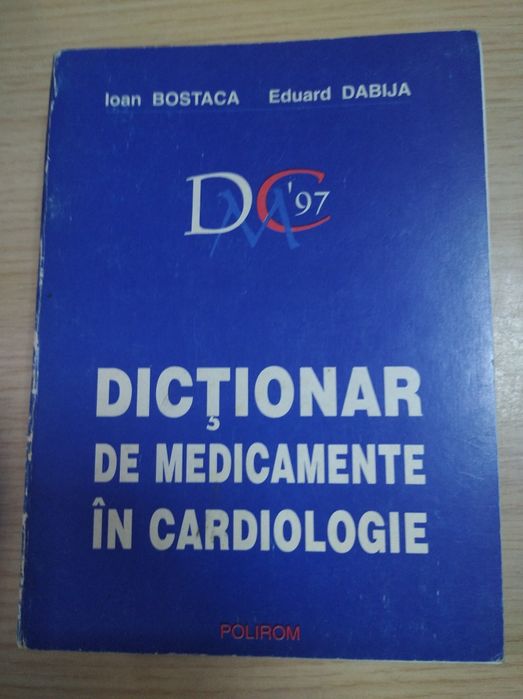 Ioan BOSTACA Eduard DABIJA
DMC'97
DICŢIONAR
DE MEDICAMENTE
ÎN CARDIOLOGIE
POLIROM